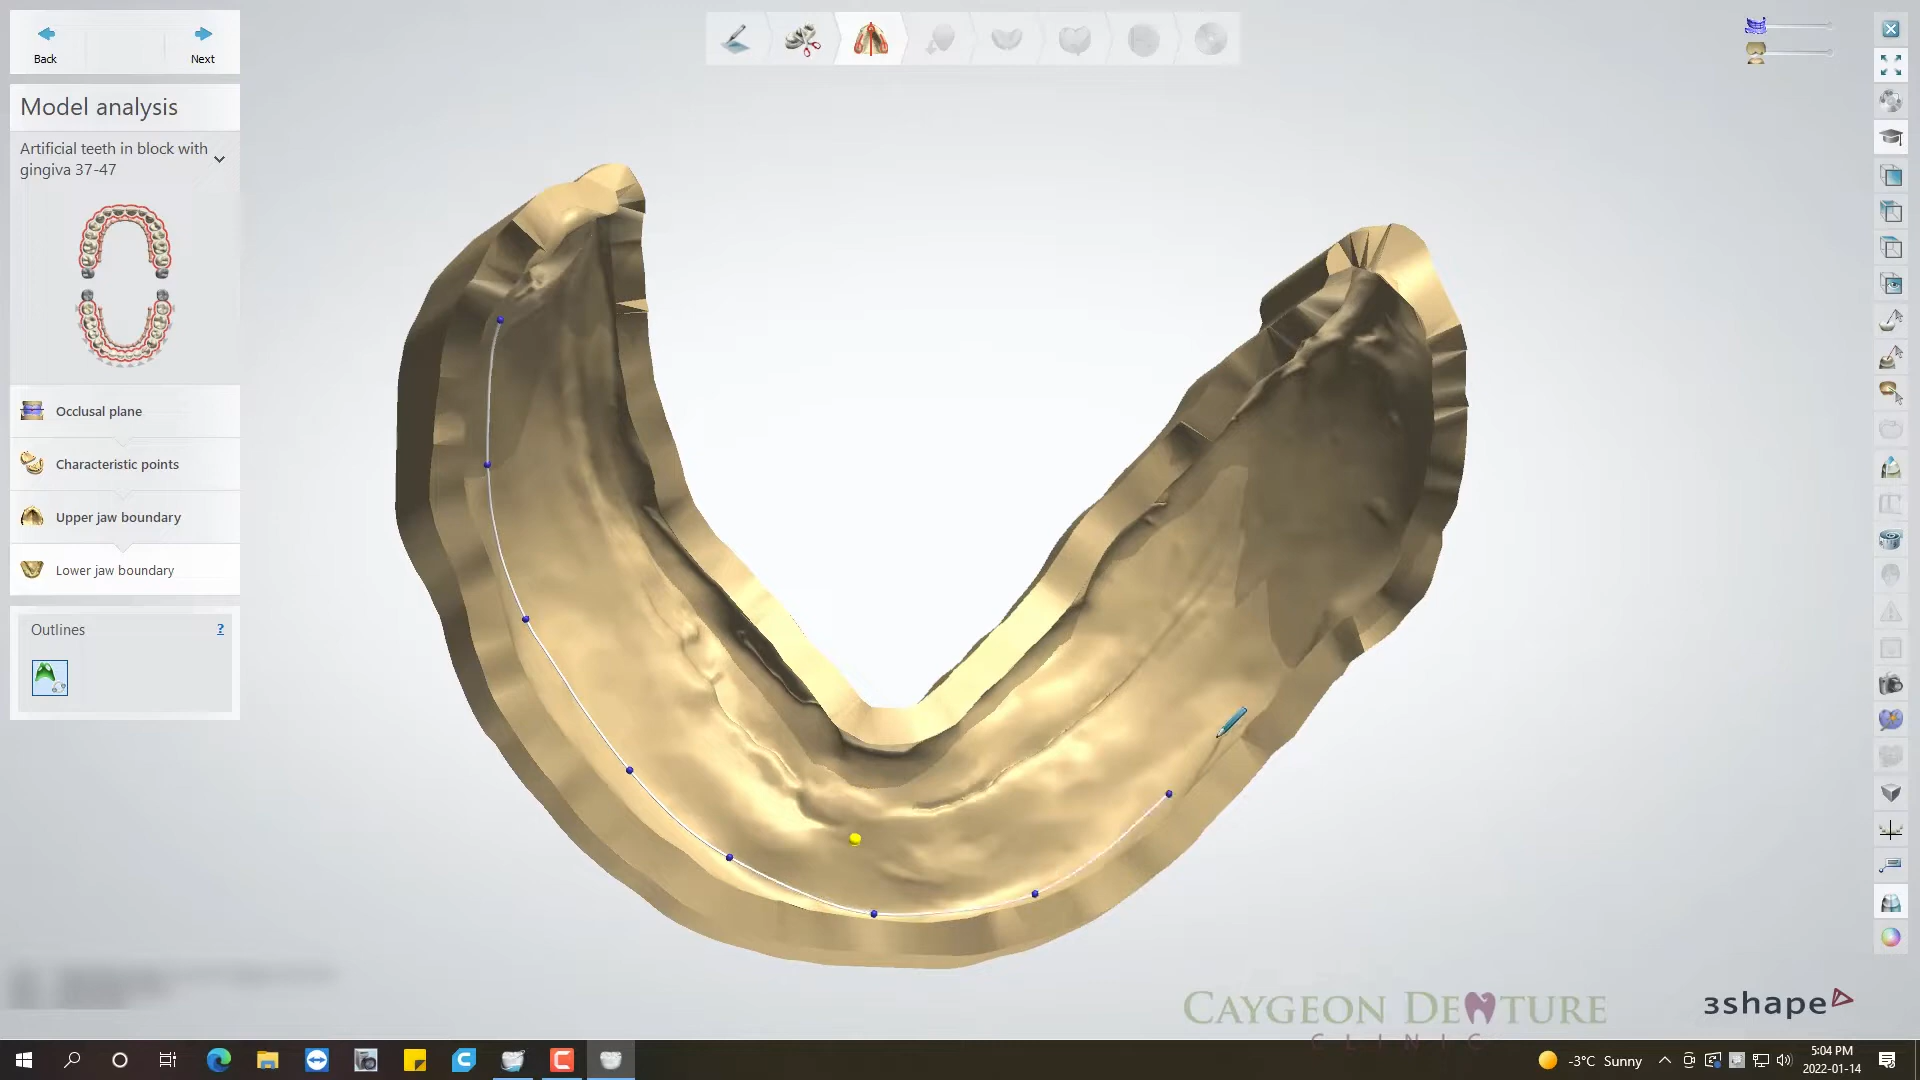 Back
Next
Model analysis
Artificial teeth in block with
gingiva 37-47
Occlusal plane
Characteristic points
Upper jaw boundary
Lower jaw boundary
Outlines
?
CAYGEON DENTURE
CLINIC
3shape
-3°C Sunny
5:04 PM
2022-01-14